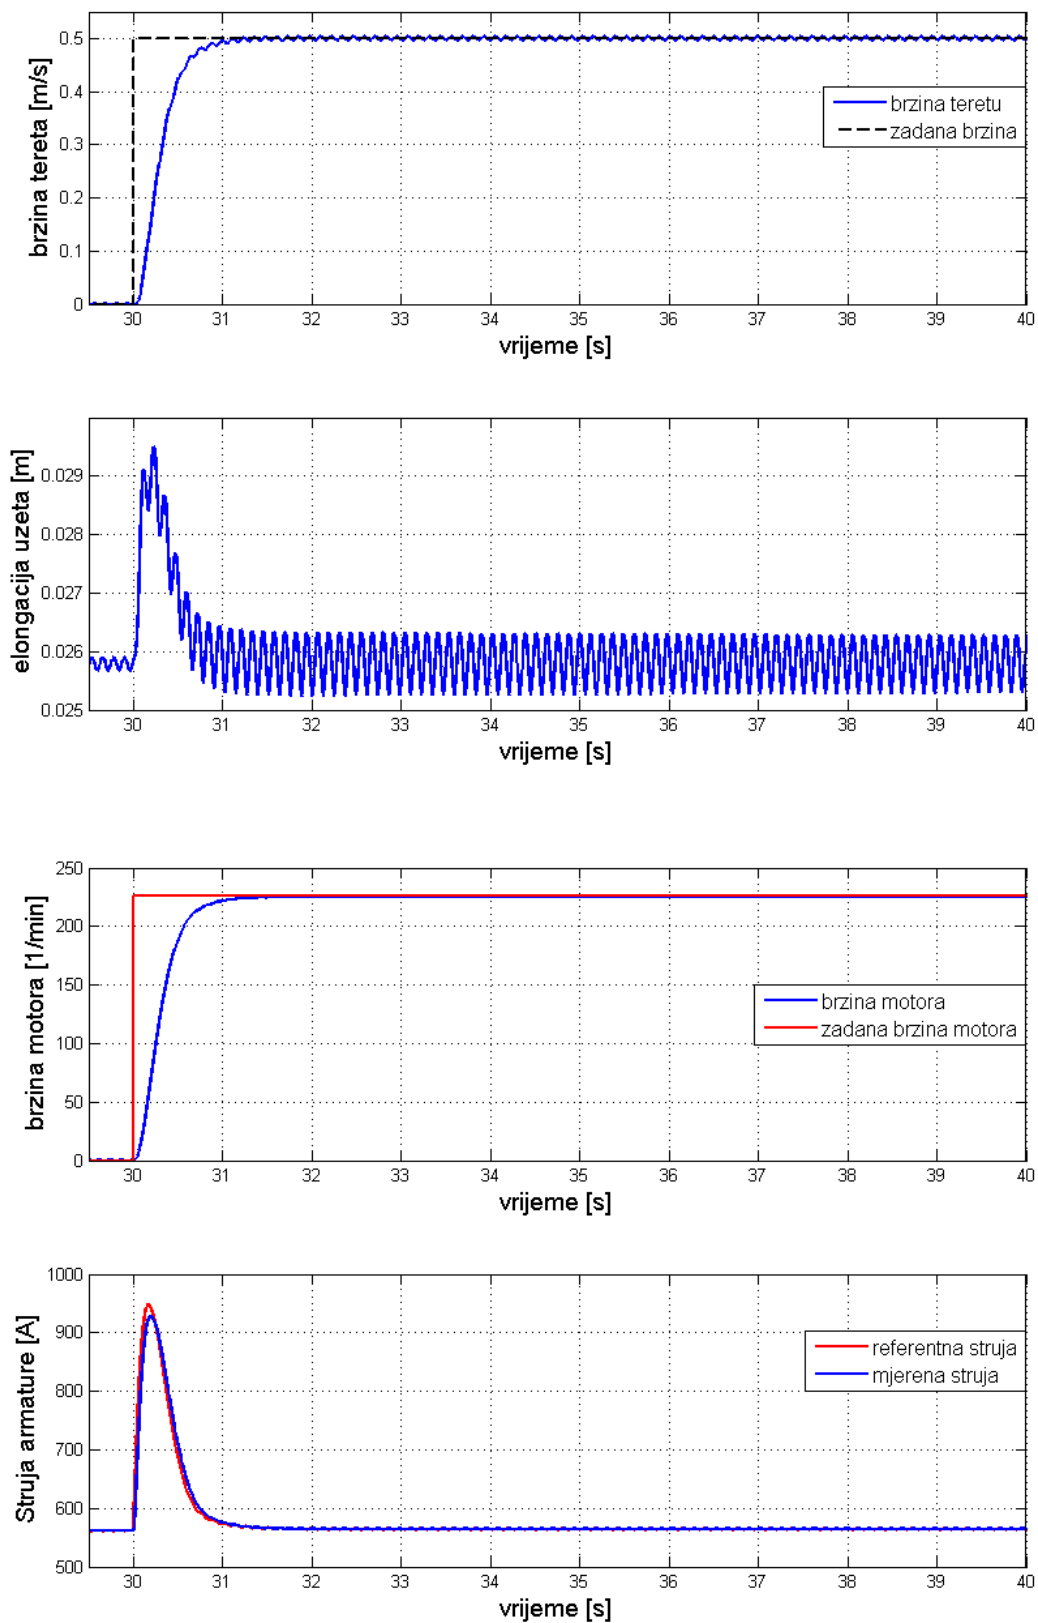 brzina tereta [m/s]
0.5
0.4
0.3
0.2
0.1
0
brzina teretu
zadana brzina
30 31 32 33 34 35 36 37 38 39 40
vrijeme [s]
elongacija uzeta [m]
0.029
0.028
0.027
0.026
0.025
30 31 32 33 34 35 36 37 38 39 40
vrijeme [s]
brzina motora [1/min]
250
200
150
100
50
0
brzina motora
zadana brzina motora
30 31 32 33 34 35 36 37 38 39 40
vrijeme [s]
Struja armature [A]
1000
900
800
700
600
500
referentna struja
mjerena struja
30 31 32 33 34 35 36 37 38 39 40
vrijeme [s]